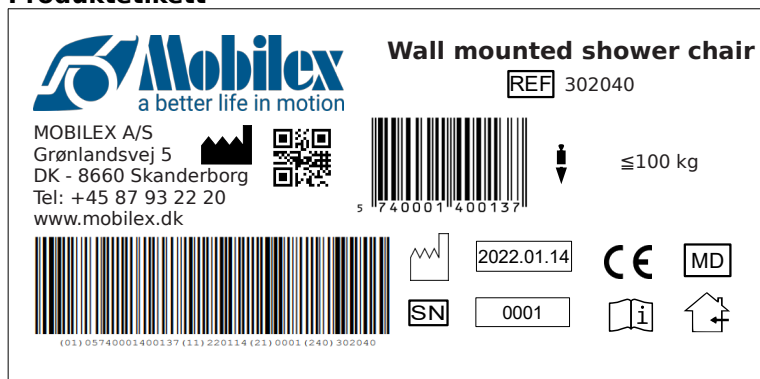 Produktetikett
Mobilex
a better life in motion
Wall mounted shower chair
REF 302040
MOBILEX A/S
Grønlandsvej 5
DK - 8660 Skanderborg
Tel: +45 87 93 22 20
www.mobilex.dk
5 740001 400137
≦100 kg
2022.01.14
CE
MD
SN
0001
i
(01)05740001400137(11)220114(21)0001(240)302040